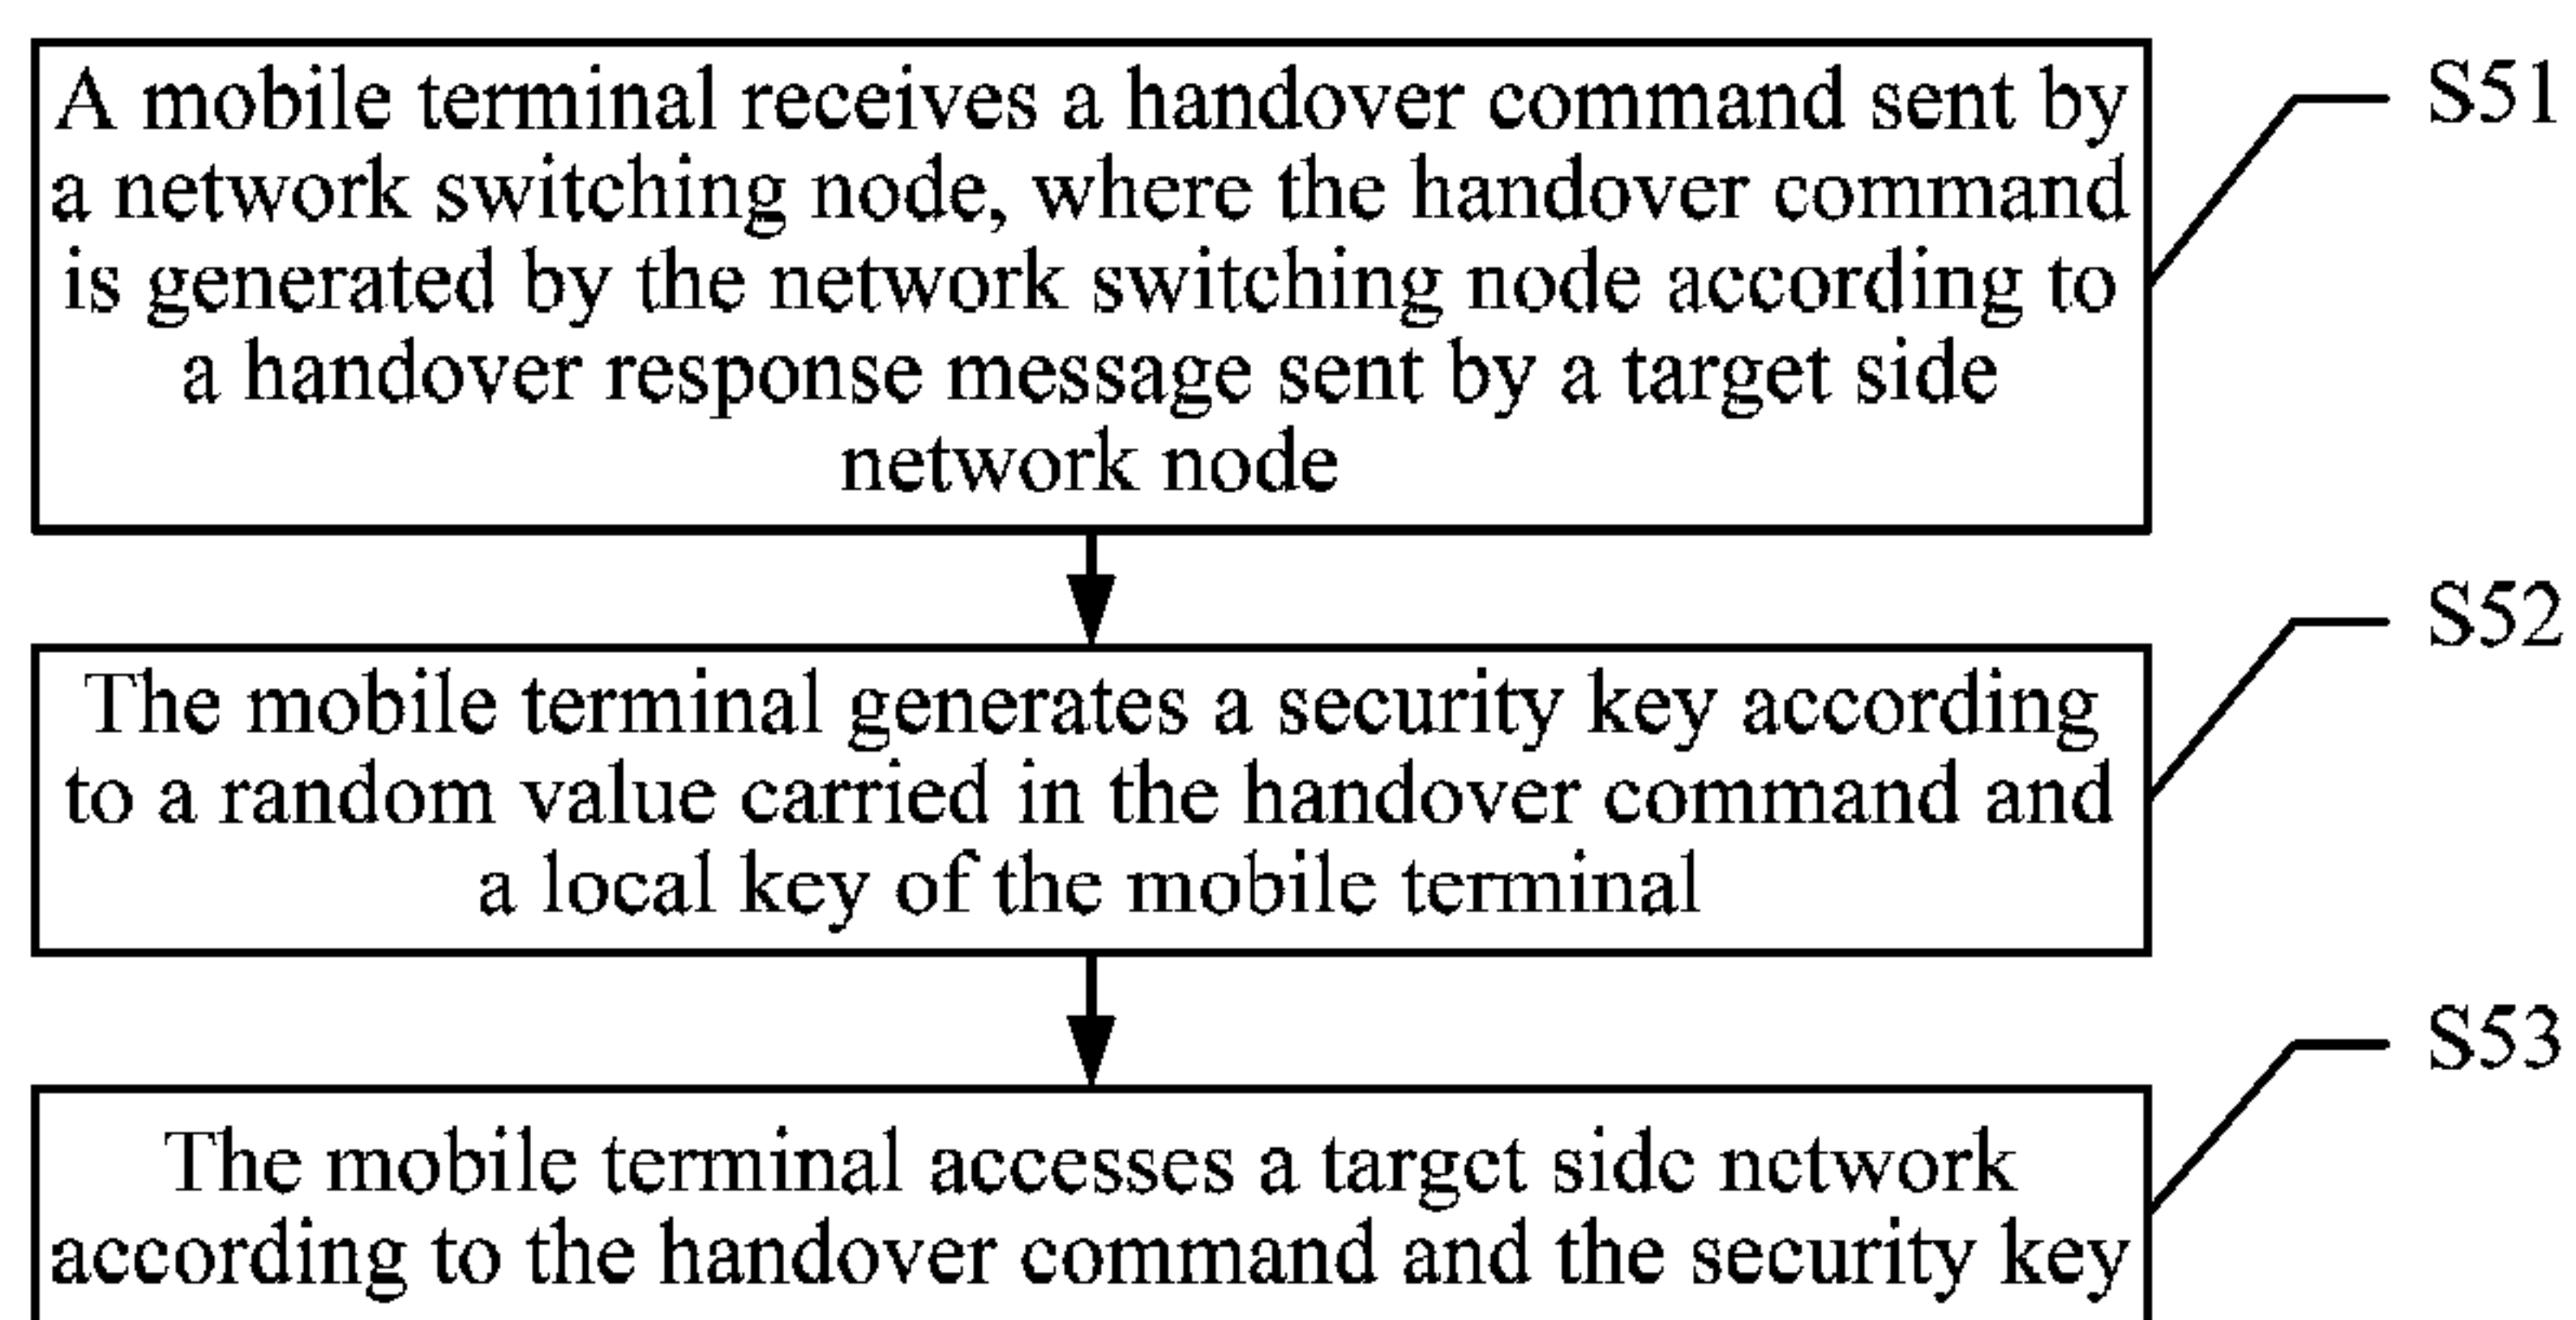 A mobile terminal receives a handover command sent by
a network switching node, where the handover command
is generated by the network switching node according to
a handover response message sent by a target side
network node
S51
The mobile terminal generates a security key according
to a random value carried in the handover command and
a local key of the mobile terminal
S52
The mobile terminal accesses a target side network
according to the handover command and the security key
S53